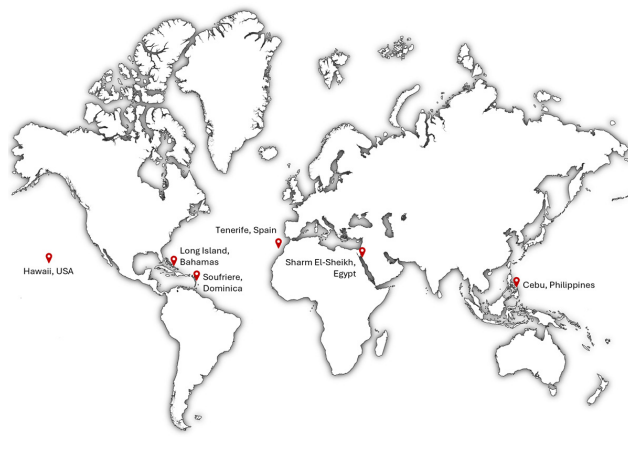 Tenerife, Spain
Long Island,
Bahamas
Sharm El-Sheikh,
Egypt
Hawaii, USA
Soufriere,
Dominica
Cebu, Philippines